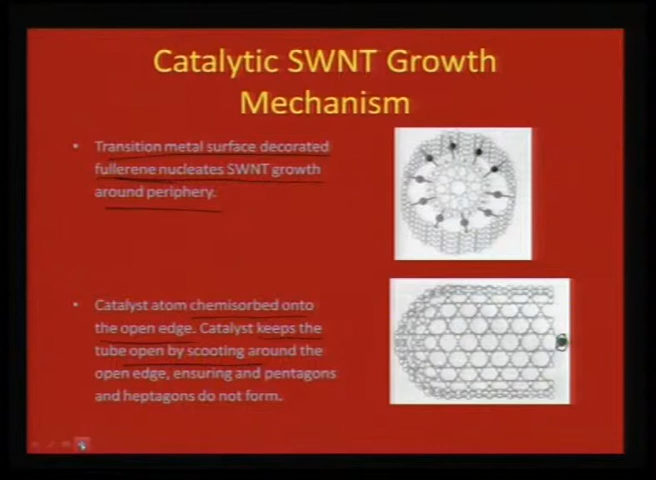 Catalytic SWNT Growth
Mechanism
• Transition metal surface decorated
fullerene nucleates SWNT growth
around periphery.
• Catalyst atom chemisorbed onto
the open edge. Catalyst keeps the
tube open by scooting around the
open edge, ensuring and pentagons
and heptagons do not form.